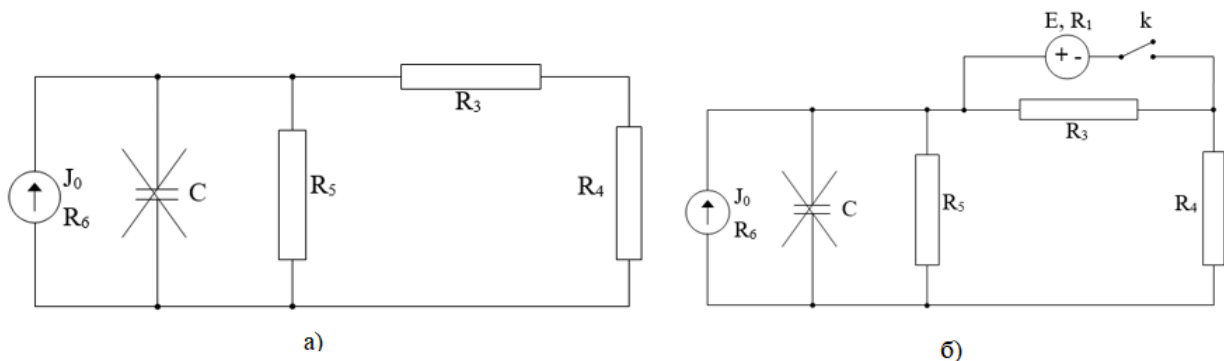 R₃
J₀
R₆
C
R₅
R₄
а)
E, R₁
k
+ -
R₃
J₀
R₆
C
R₅
R₄
б)